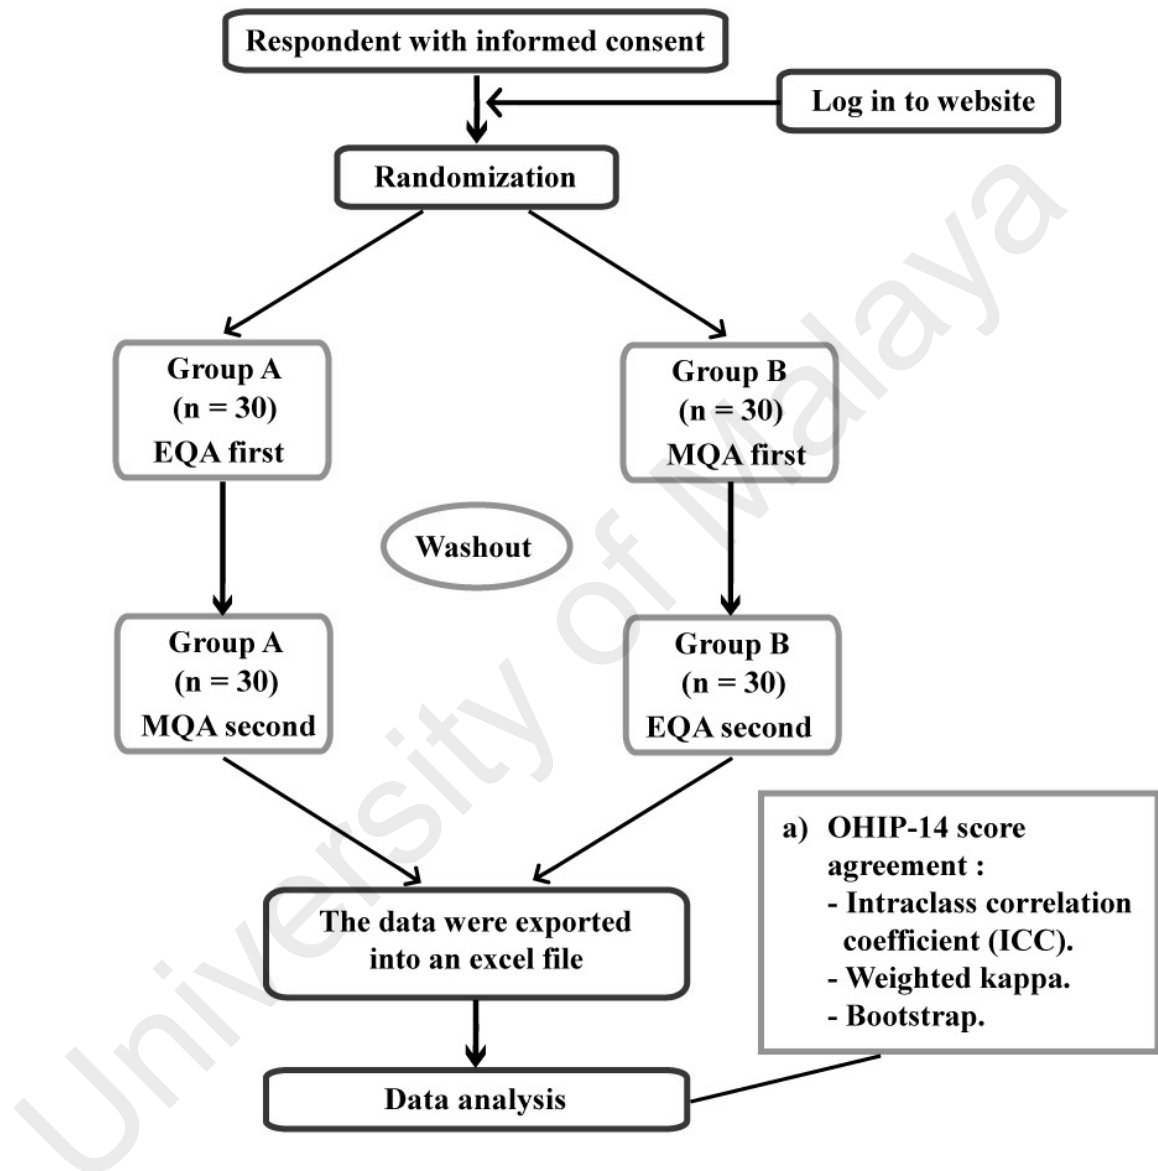 Respondent with informed consent
Log in to website
Randomization
Group A
(n = 30)
EQA first
Group B
(n = 30)
MQA first
Washout
Group A
(n = 30)
MQA second
Group B
(n = 30)
EQA second
a) OHIP-14 score
agreement :
- Intraclass correlation
coefficient (ICC).
- Weighted kappa.
- Bootstrap.
The data were exported
into an excel file
Data analysis
University of Malaya